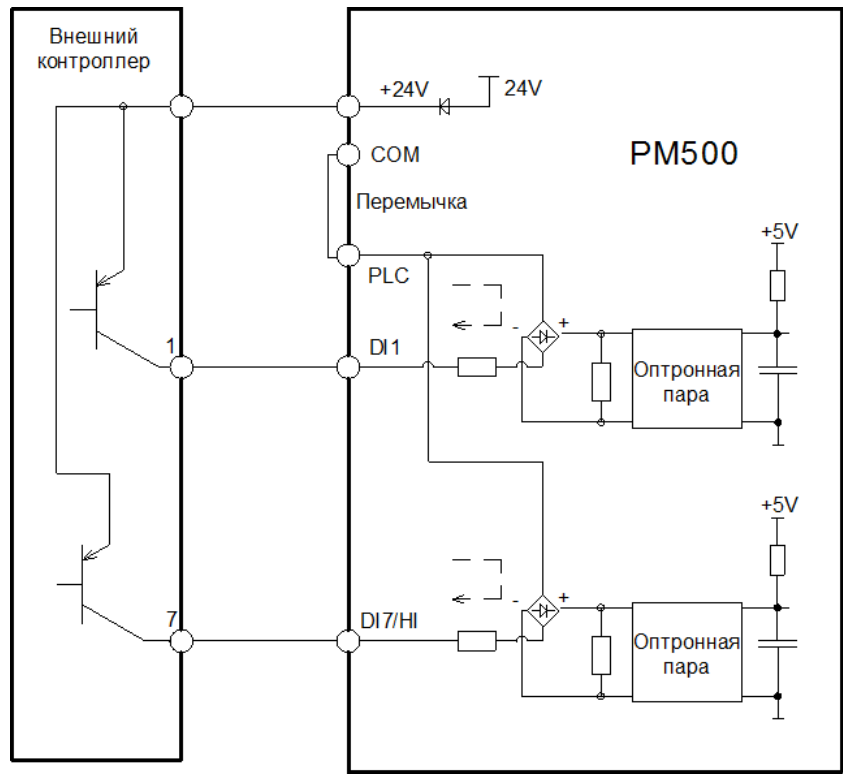 Внешний
контроллер
+24V
24V
COM
PM500
Перемычка
+5V
PLC
- +
1
DI1
Оптронная
пара
+5V
- +
7
DI7/HI
Оптронная
пара